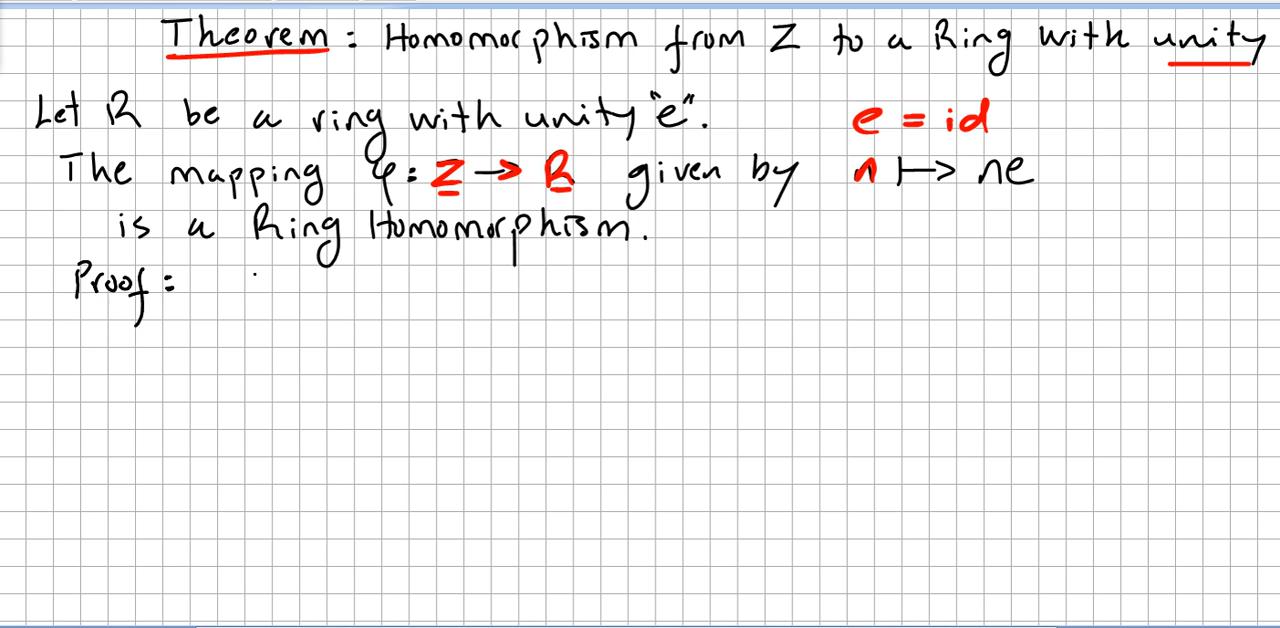 Theorem: Homomorphism from Z to a Ring with unity
Let R be a ring with unity "e". e = id
The mapping φ: Z → R given by n ↦ ne
is a Ring Homomorphism.
Proof: